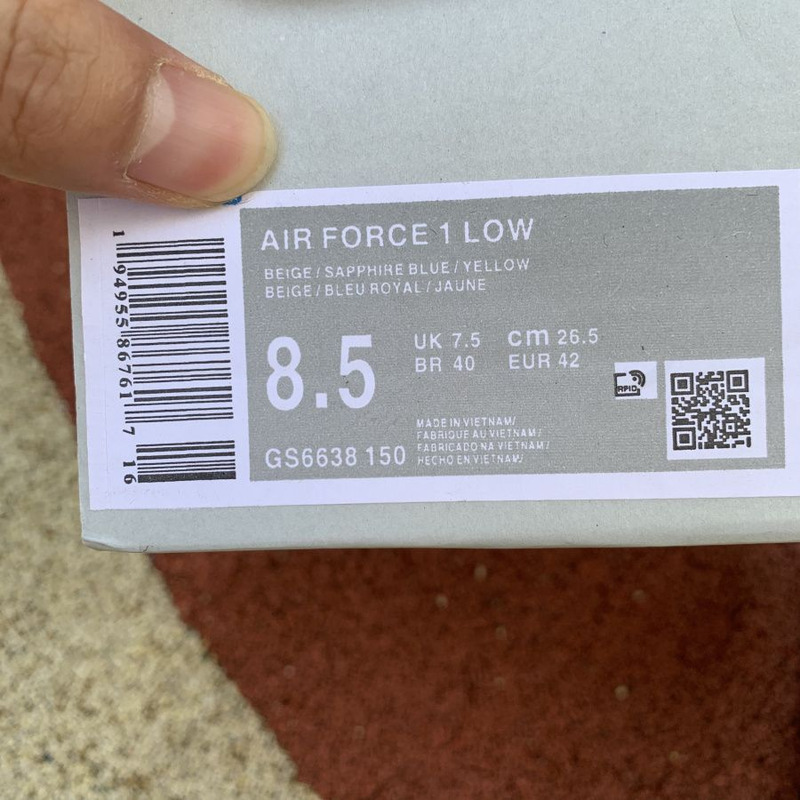 AIR FORCE 1 LOW
BEIGE / SAPPHIRE BLUE / YELLOW
BEIGE / BLEU ROYAL / JAUNE
8.5
UK 7.5 cm 26.5
BR 40 EUR 42
RPID
GS6638 150
MADE IN VIETNAM/
FABRIQUE AU VIETNAM/
FABRICADO NA VIETNAM/
HECHO EN VIETNAM/
1 94955 86761 7 16